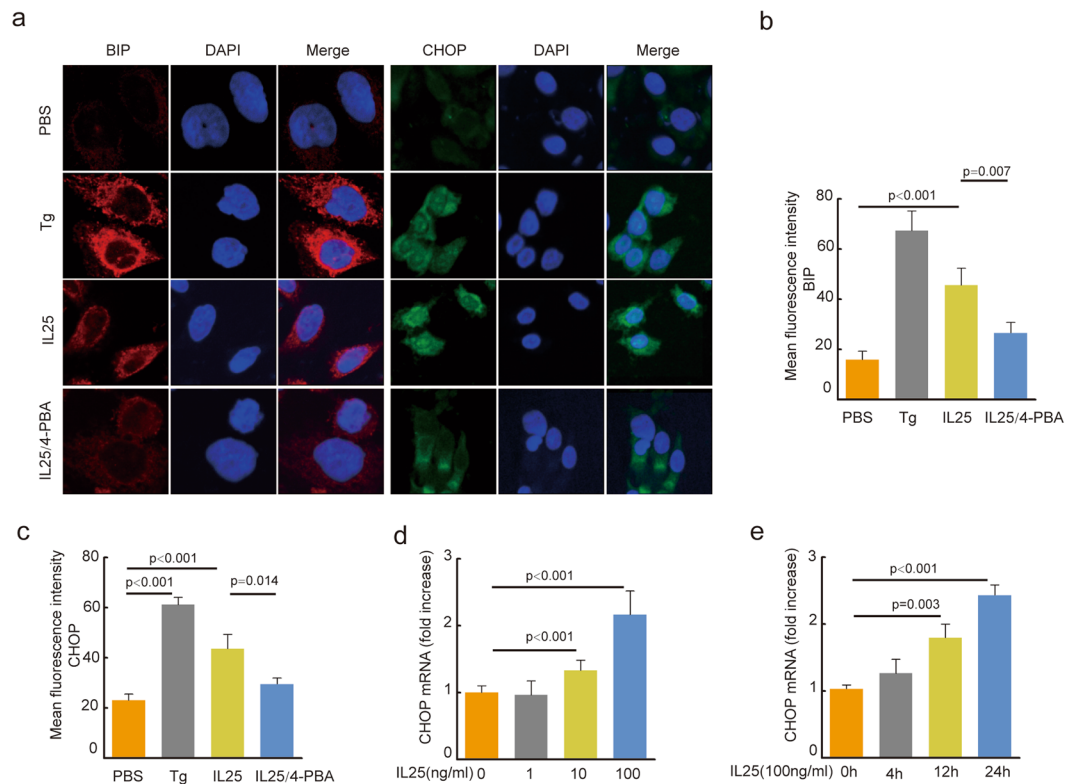 a
BIP DAPI Merge CHOP DAPI Merge
PBS
Tg
IL25
IL25/4-PBA
b
Mean fluorescence intensity
BIP
80
60
40
20
0
p<0.001
p=0.007
PBS Tg IL25 IL25/4-PBA
c
Mean fluorescence intensity
CHOP
80
60
40
20
0
p<0.001
p<0.001
p=0.014
PBS Tg IL25 IL25/4-PBA
d
CHOP mRNA (fold increase)
3
2
1
0
p<0.001
p<0.001
IL25(ng/ml) 0 1 10 100
e
CHOP mRNA (fold increase)
3
2
1
0
p<0.001
p=0.003
IL25(100ng/ml) 0h 4h 12h 24h